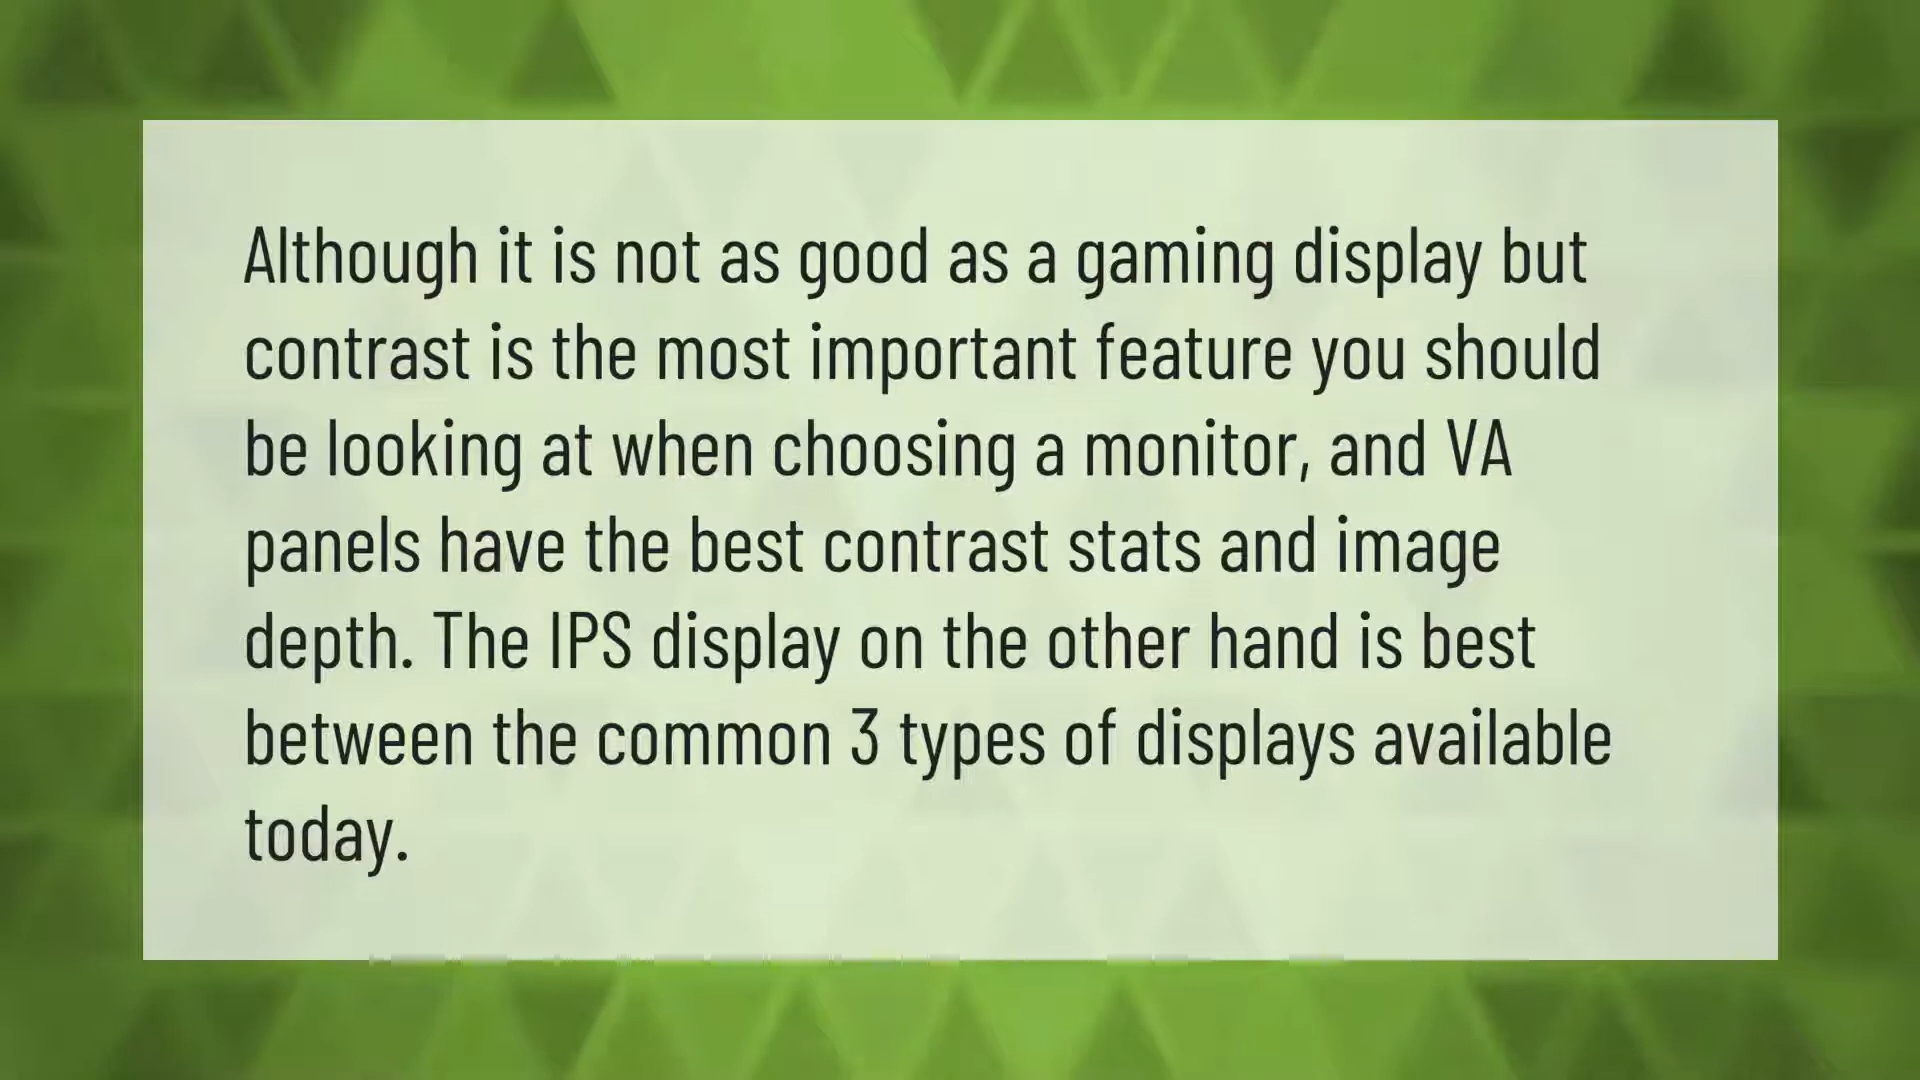 Although it is not as good as a gaming display but
contrast is the most important feature you should
be looking at when choosing a monitor, and VA
panels have the best contrast stats and image
depth. The IPS display on the other hand is best
between the common 3 types of displays available
today.